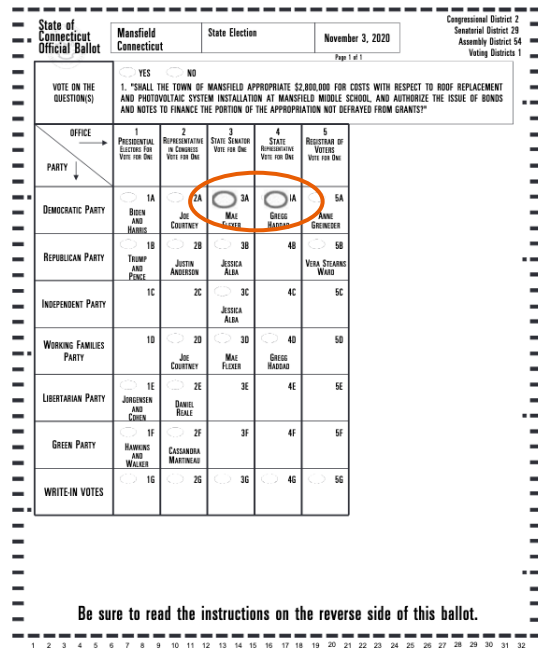 State of
Connecticut
Official Ballot
Mansfield
Connecticut
State Election
November 3, 2020
Congressional District 2
Senatorial District 29
Assembly District 54
Voting Districts 1
Page 1 of 1
VOTE ON THE
QUESTION(S)
YES NO
1. "SHALL THE TOWN OF MANSFIELD APPROPRIATE $2,800,000 FOR COSTS WITH RESPECT TO ROOF REPLACEMENT
AND PHOTOVOLTAIC SYSTEM INSTALLATION AT MANSFIELD MIDDLE SCHOOL, AND AUTHORIZE THE ISSUE OF BONDS
AND NOTES TO FINANCE THE PORTION OF THE APPROPRIATION NOT DEFRAYED FROM GRANTS?"
OFFICE
PARTY
1
PRESIDENTIAL
ELECTORS FOR
VOTE FOR ONE
2
REPRESENTATIVE
IN CONGRESS
VOTE FOR ONE
3
STATE SENATOR
VOTE FOR ONE
4
STATE
REPRESENTATIVE
VOTE FOR ONE
5
REGISTRAR OF
VOTERS
VOTE FOR ONE
DEMOCRATIC PARTY
1A
BIDEN
AND
HARRIS
2A
JOE
COURTNEY
3A
MAE
FLEXER
4A
GREGG
HADDAD
5A
ANNE
GREINEDER
REPUBLICAN PARTY
1B
TRUMP
AND
PENCE
2B
JUSTIN
ANDERSON
3B
JESSICA
ALBA
4B
5B
VERA STEARNS
WARD
INDEPENDENT PARTY
1C
2C
3C
JESSICA
ALBA
4C
5C
WORKING FAMILIES
PARTY
1D
2D
JOE
COURTNEY
3D
MAE
FLEXER
4D
GREGG
HADDAD
5D
LIBERTARIAN PARTY
1E
JORGENSEN
AND
COHEN
2E
DANIEL
REALE
3E
4E
5E
GREEN PARTY
1F
HAWKINS
AND
WALKER
2F
CASSANDRA
MARTINEAU
3F
4F
5F
WRITE-IN VOTES
1G
2G
3G
4G
5G
Be sure to read the instructions on the reverse side of this ballot.
1 2 3 4 5 6 7 8 9 10 11 12 13 14 15 16 17 18 19 20 21 22 23 24 25 26 27 28 29 30 31 32